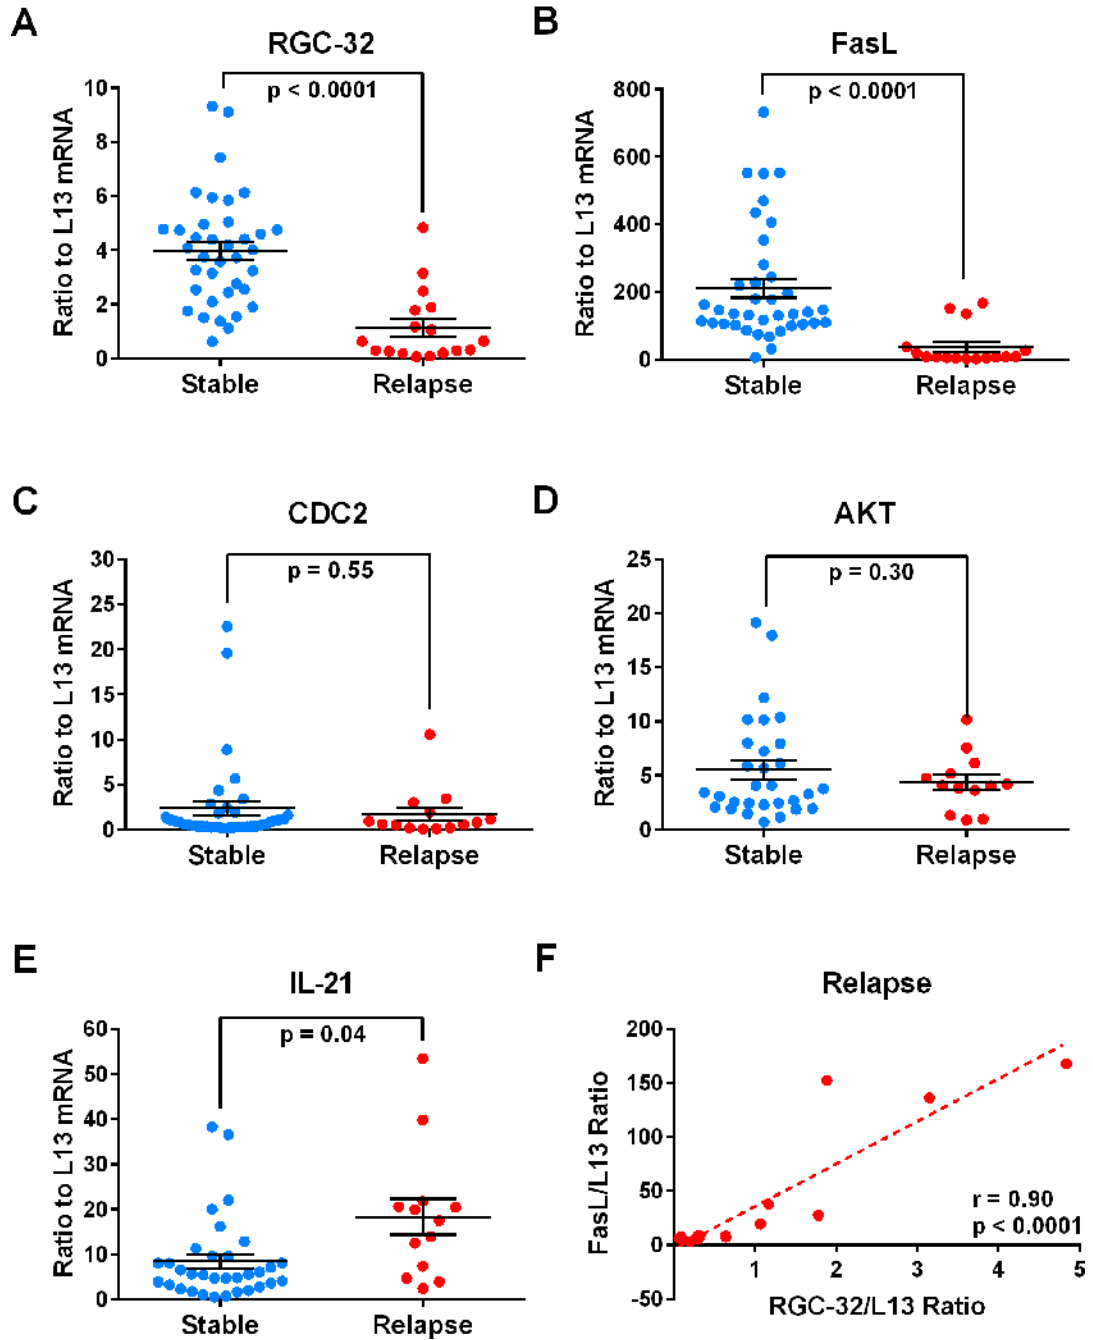 A
RGC-32
p < 0.0001
Ratio to L13 mRNA
10
8
6
4
2
0
Stable
Relapse
B
FasL
p < 0.0001
Ratio to L13 mRNA
800
600
400
200
0
Stable
Relapse
C
CDC2
p = 0.55
Ratio to L13 mRNA
30
25
20
15
10
5
0
Stable
Relapse
D
AKT
p = 0.30
Ratio to L13 mRNA
25
20
15
10
5
0
Stable
Relapse
E
IL-21
p = 0.04
Ratio to L13 mRNA
60
50
40
30
20
10
0
Stable
Relapse
F
Relapse
FasL/L13 Ratio
200
150
100
50
0
-50
r = 0.90
p < 0.0001
1 2 3 4 5
RGC-32/L13 Ratio